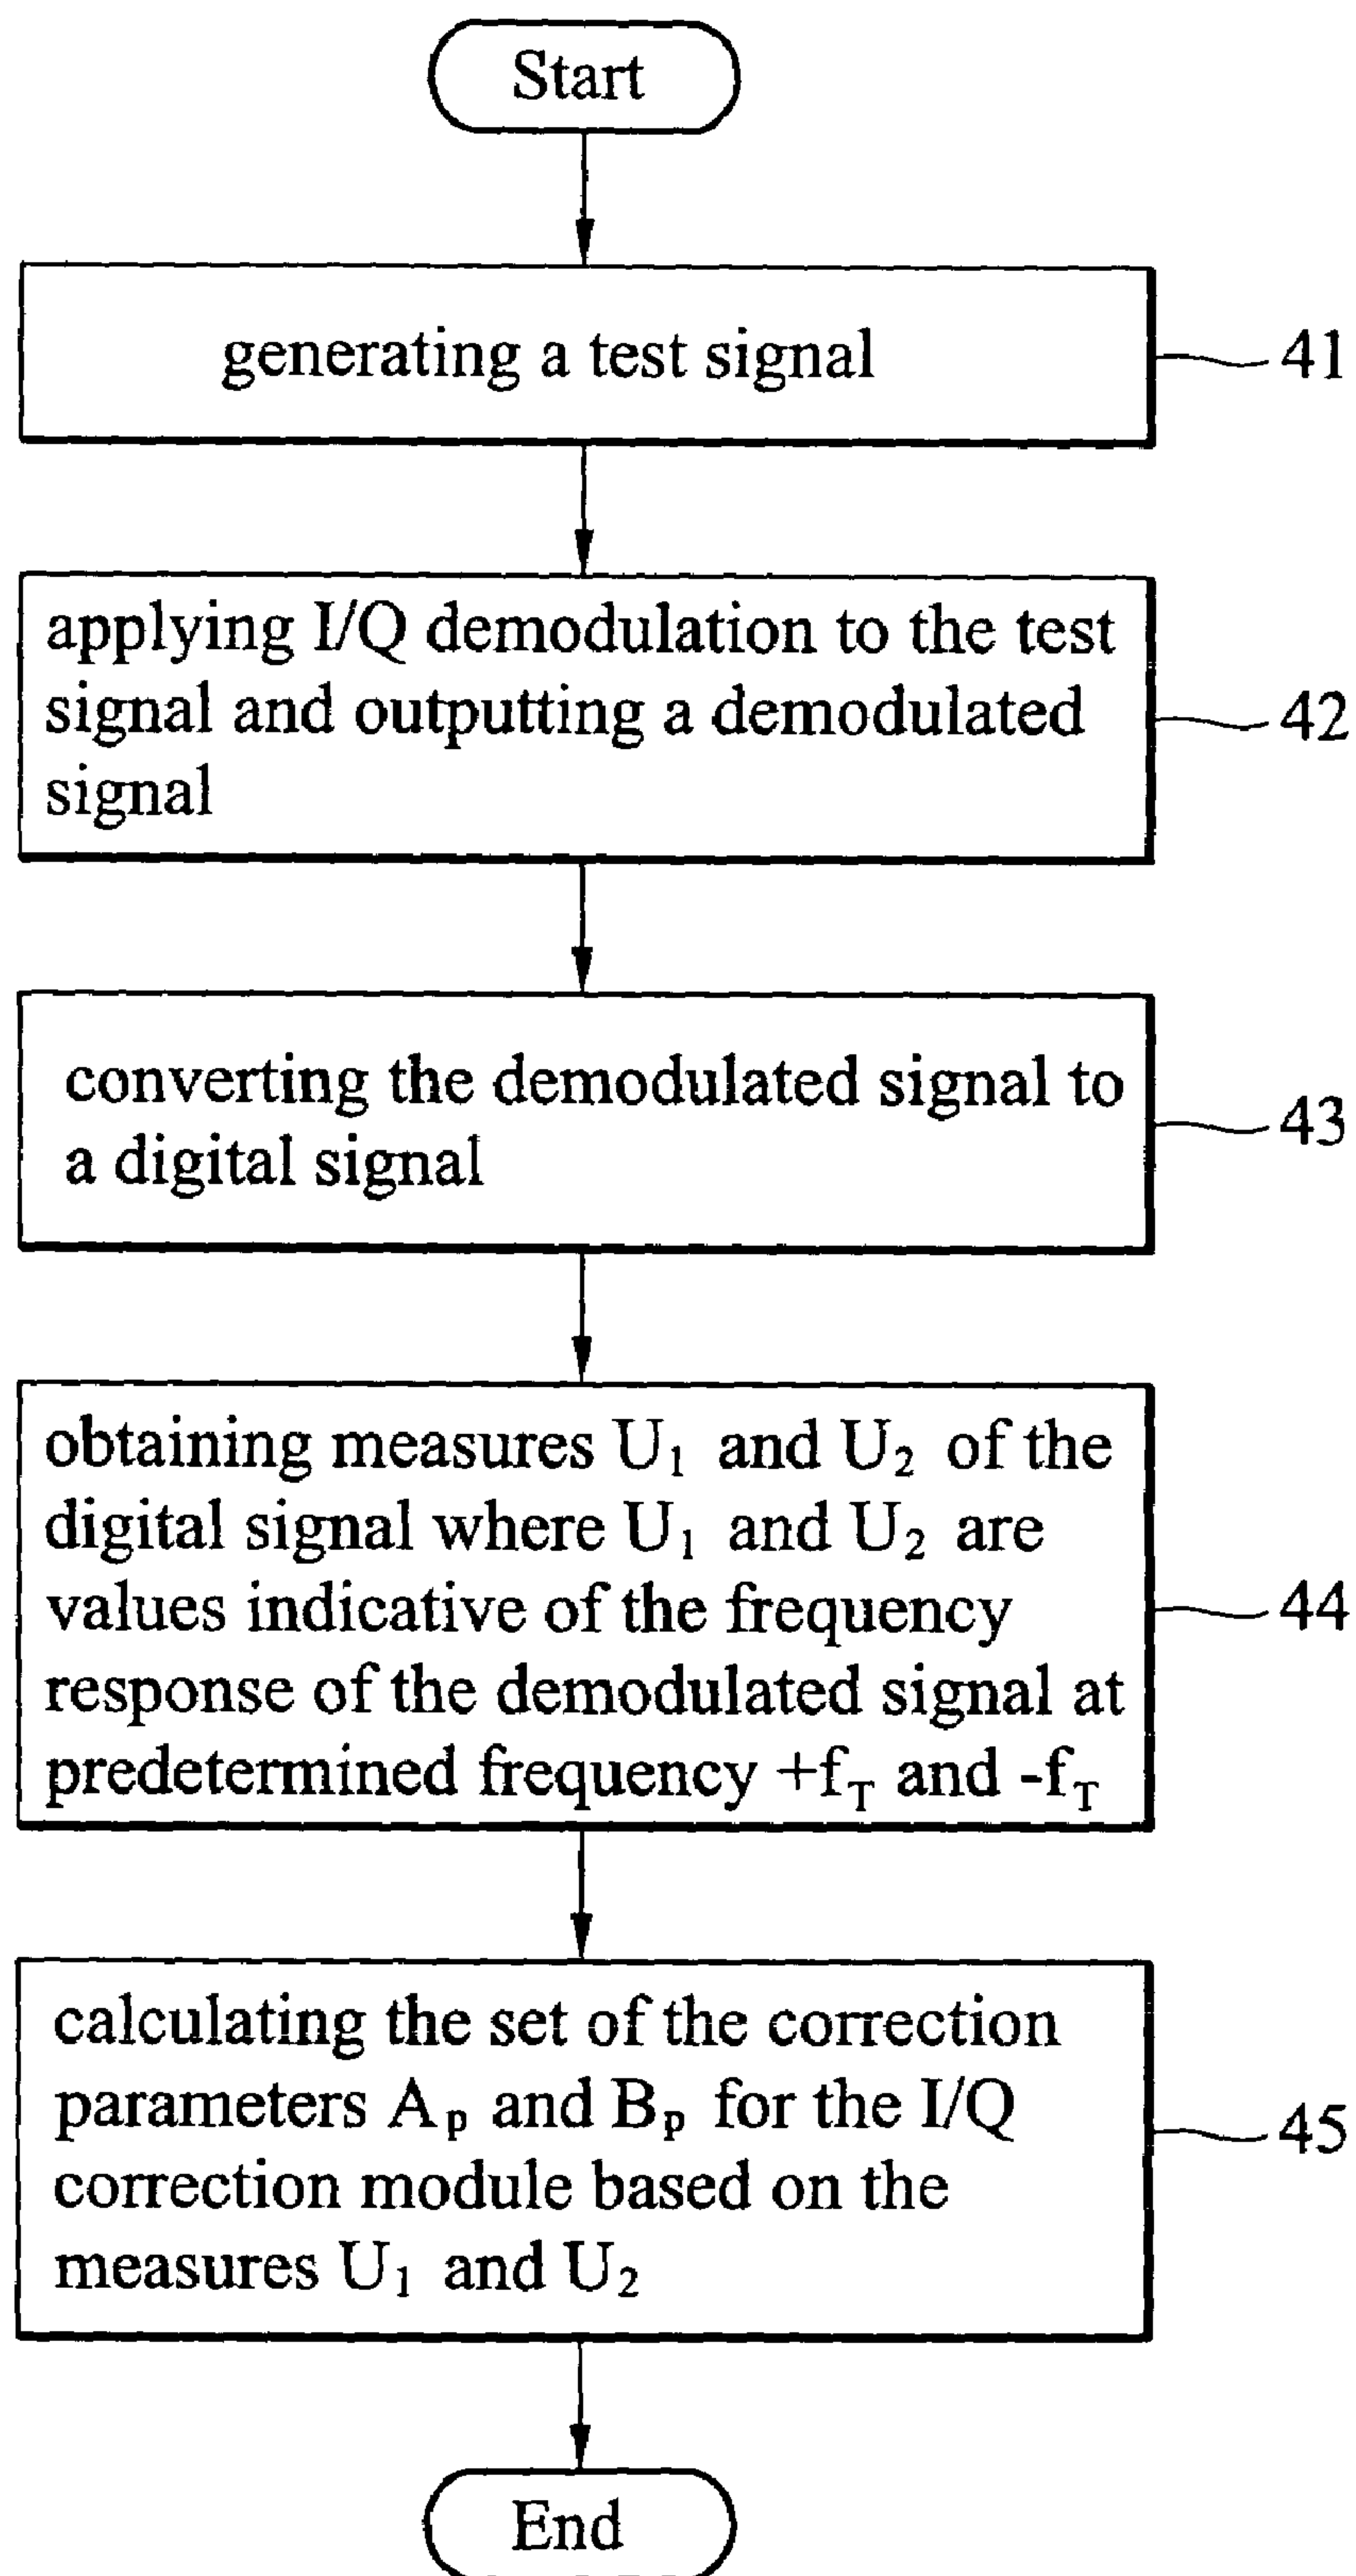 Start
generating a test signal
41
applying I/Q demodulation to the test
signal and outputting a demodulated
signal
42
converting the demodulated signal to
a digital signal
43
obtaining measures U₁ and U₂ of the
digital signal where U₁ and U₂ are
values indicative of the frequency
response of the demodulated signal at
predetermined frequency +f_T and -f_T
44
calculating the set of the correction
parameters Aₚ and Bₚ for the I/Q
correction module based on the
measures U₁ and U₂
45
End